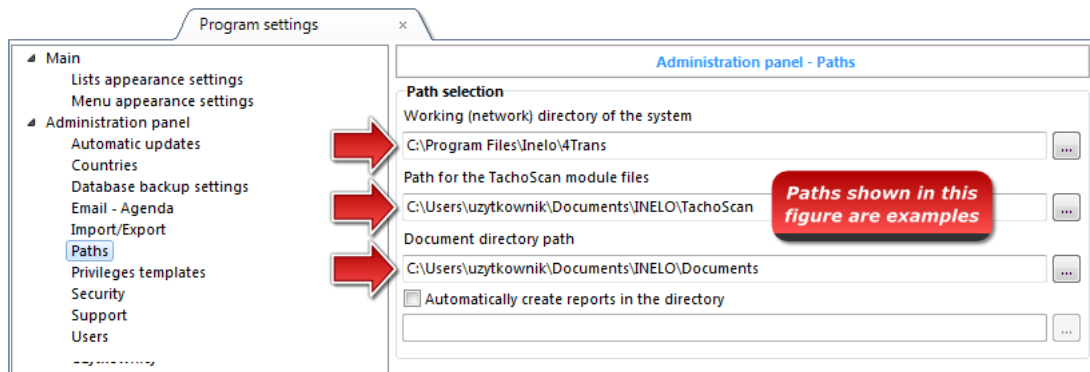 Program settings
Main
Lists appearance settings
Menu appearance settings
Administration panel
Automatic updates
Countries
Database backup settings
Email - Agenda
Import/Export
Paths
Privileges templates
Security
Support
Users
Administration panel - Paths
Path selection
Working (network) directory of the system
C:\Program Files\Inelo\4Trans
...
Path for the TachoScan module files
C:\Users\uzytkownik\Documents\INELO\TachoScan
...
Paths shown in this
figure are examples
Document directory path
C:\Users\uzytkownik\Documents\INELO\Documents
...
Automatically create reports in the directory
...